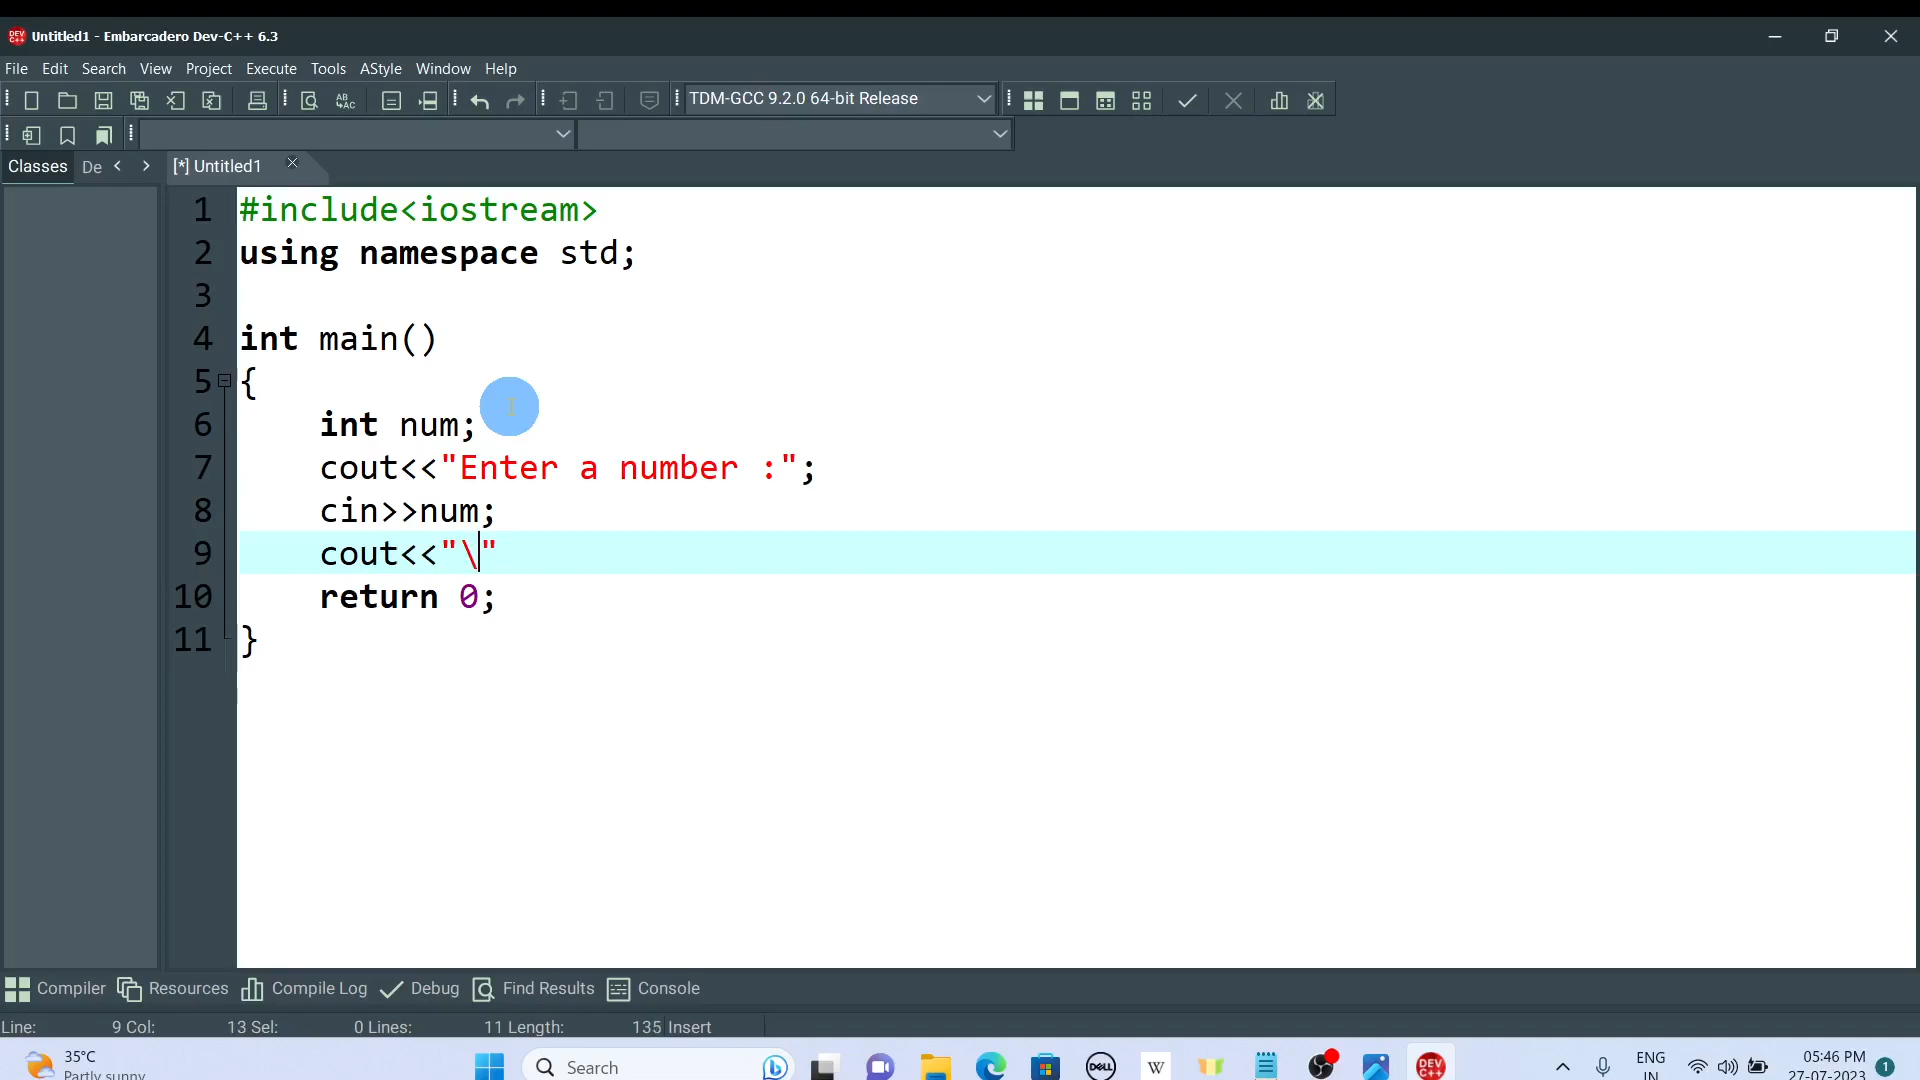 Untitled1 - Embarcadero Dev-C++ 6.3
File Edit Search View Project Execute Tools AStyle Window Help
TDM-GCC 9.2.0 64-bit Release
Classes De [*] Untitled1
1 #include<iostream>
2 using namespace std;
3
4 int main()
5 {
6 int num;
7 cout<<"Enter a number :";
8 cin>>num;
9 cout<<"\"
10 return 0;
11 }
Compiler Resources Compile Log Debug Find Results Console
Line: 9 Col: 13 Sel: 0 Lines: 11 Length: 135 Insert
35°C
Partly sunny
Search
ENG
IN
05:46 PM
27-07-2023
1